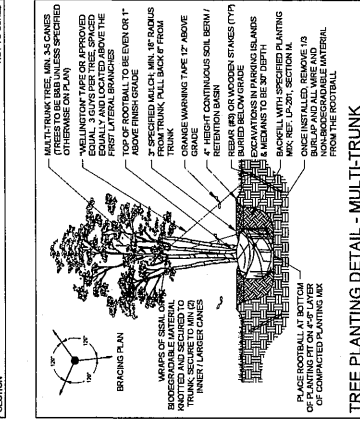 MULTI-TRUNK TREE, MIN. 3-5 CANES
(TREES TO BE B&B UNLESS SPECIFIED
OTHERWISE ON PLAN)
"WELLINGTON" TAPE OR APPROVED
EQUAL. 3 GUYS PER TREE, SPACED
EQUALLY AND LOCATED ABOVE THE
FIRST LATERAL BRANCHES.
TOP OF ROOTBALL TO BE EVEN OR 1"
ABOVE FINISH GRADE
3" SPECIFIED MULCH; MIN. 18" RADIUS
FROM TRUNK, PULL BACK 6" FROM
TRUNK
ORANGE WARNING TAPE 12" ABOVE
GRADE
4" HEIGHT CONTINUOUS SOIL BERM /
RETENTION BASIN
REBAR (#3) OR WOODEN STAKES (TYP)
BURIED BELOW GRADE
EXCAVATIONS IN PARKING ISLANDS
& MEDIANS TO BE 30" DEPTH
BACKFILL WITH SPECIFIED PLANTING
MIX: REF. LP-201, SECTION M.
ONCE INSTALLED, REMOVE 1/3
BURLAP AND ALL WIRE AND
NON-BIODEGRADABLE MATERIAL
FROM THE ROOTBALL
120°
120°
120°
BRACING PLAN
WRAPS OF SISAL OR
BIODEGRADABLE MATERIAL
KNOTTED AND SECURED TO
TRUNK; SECURE TO MIN (2)
INNER / LARGER CANES
PLACE ROOTBALL AT BOTTOM
OF PLANTING PIT ON 4"-6" LAYER
OF COMPACTED PLANTING MIX
TREE PLANTING DETAIL - MULTI-TRUNK